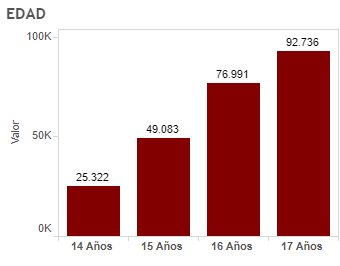 EDAD
100K
50K
0K
Valor
25.322
49.083
76.991
92.736
14 Años
15 Años
16 Años
17 Años